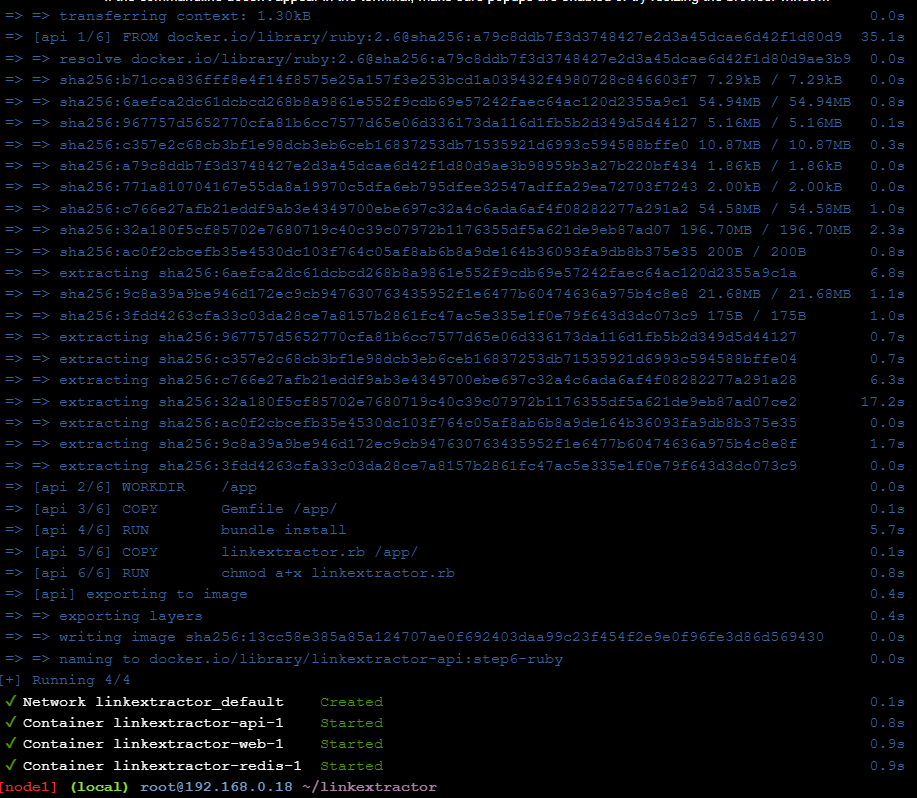 => => transferring context: 1.30kB 0.0s
=> [api 1/6] FROM docker.io/library/ruby:2.6@sha256:a79c8ddb7f3d3748427e2d3a45dcae6d42f1d80d9 35.1s
=> => resolve docker.io/library/ruby:2.6@sha256:a79c8ddb7f3d3748427e2d3a45dcae6d42f1d80d9ae3b9 0.0s
=> => sha256:b71cca836fff8e4f14f8575e25a157f3e253bcd1a039432f4980728c846603f7 7.29kB / 7.29kB 0.0s
=> => sha256:6aefca2dc61dcbcd268b8a9861e552f9cdb69e57242faec64ac120d2355a9c1 54.94MB / 54.94MB 0.8s
=> => sha256:967757d5652770cfa81b6cc7577d65e06d336173da116d1fb5b2d349d5d44127 5.16MB / 5.16MB 0.1s
=> => sha256:c357e2c68cb3bf1e98dcb3eb6ceb16837253db71535921d6993c594588bffe0 10.87MB / 10.87MB 0.3s
=> => sha256:a79c8ddb7f3d3748427e2d3a45dcae6d42f1d80d9ae3b98959b3a27b220bf434 1.86kB / 1.86kB 0.0s
=> => sha256:771a810704167e55da8a19970c5dfa6eb795dfee32547adffa29ea72703f7243 2.00kB / 2.00kB 0.0s
=> => sha256:c766e27afb21eddf9ab3e4349700ebe697c32a4c6ada6af4f08282277a291a2 54.58MB / 54.58MB 1.0s
=> => sha256:32a180f5cf85702e7680719c40c39c07972b1176355df5a621de9eb87ad07 196.70MB / 196.70MB 2.3s
=> => sha256:ac0f2cbcefb35e4530dc103f764c05af8ab6b8a9de164b36093fa9db8b375e35 200B / 200B 0.8s
=> => extracting sha256:6aefca2dc61dcbcd268b8a9861e552f9cdb69e57242faec64ac120d2355a9c1a 6.8s
=> => sha256:9c8a39a9be946d172ec9cb947630763435952f1e6477b60474636a975b4c8e8 21.68MB / 21.68MB 1.1s
=> => sha256:3fdd4263cfa33c03da28ce7a8157b2861fc47ac5e335e1f0e79f643d3dc073c9 175B / 175B 1.0s
=> => extracting sha256:967757d5652770cfa81b6cc7577d65e06d336173da116d1fb5b2d349d5d44127 0.7s
=> => extracting sha256:c357e2c68cb3bf1e98dcb3eb6ceb16837253db71535921d6993c594588bffe04 0.7s
=> => extracting sha256:c766e27afb21eddf9ab3e4349700ebe697c32a4c6ada6af4f08282277a291a28 6.3s
=> => extracting sha256:32a180f5cf85702e7680719c40c39c07972b1176355df5a621de9eb87ad07ce2 17.2s
=> => extracting sha256:ac0f2cbcefb35e4530dc103f764c05af8ab6b8a9de164b36093fa9db8b375e35 0.0s
=> => extracting sha256:9c8a39a9be946d172ec9cb947630763435952f1e6477b60474636a975b4c8e8f 1.7s
=> => extracting sha256:3fdd4263cfa33c03da28ce7a8157b2861fc47ac5e335e1f0e79f643d3dc073c9 0.0s
=> [api 2/6] WORKDIR /app 0.0s
=> [api 3/6] COPY Gemfile /app/ 0.1s
=> [api 4/6] RUN bundle install 5.7s
=> [api 5/6] COPY linkextractor.rb /app/ 0.1s
=> [api 6/6] RUN chmod a+x linkextractor.rb 0.8s
=> [api] exporting to image 0.4s
=> => exporting layers 0.4s
=> => writing image sha256:13cc58e385a85a124707ae0f692403daa99c23f454f2e9e0f96fe3d86d569430 0.0s
=> => naming to docker.io/library/linkextractor-api:step6-ruby 0.0s
[+] Running 4/4
✓ Network linkextractor_default Created 0.1s
✓ Container linkextractor-api-1 Started 0.8s
✓ Container linkextractor-web-1 Started 0.9s
✓ Container linkextractor-redis-1 Started 0.9s
[node1] (local) root@192.168.0.18 ~/linkextractor